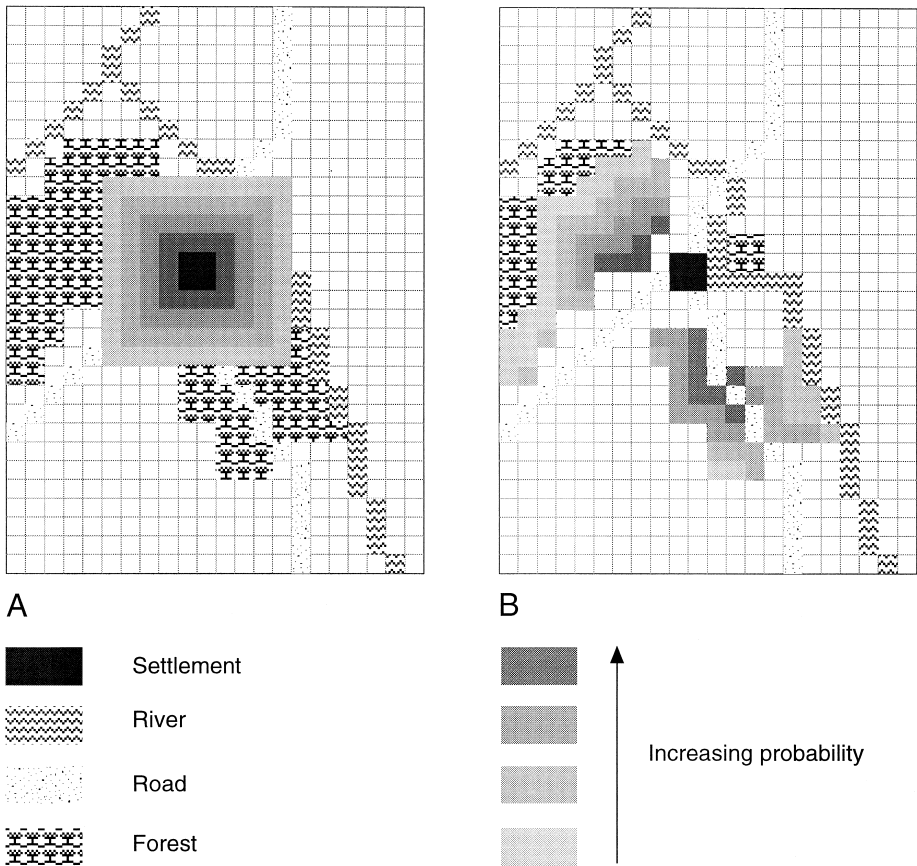 A
B
Settlement
River
Road
Forest
Increasing probability